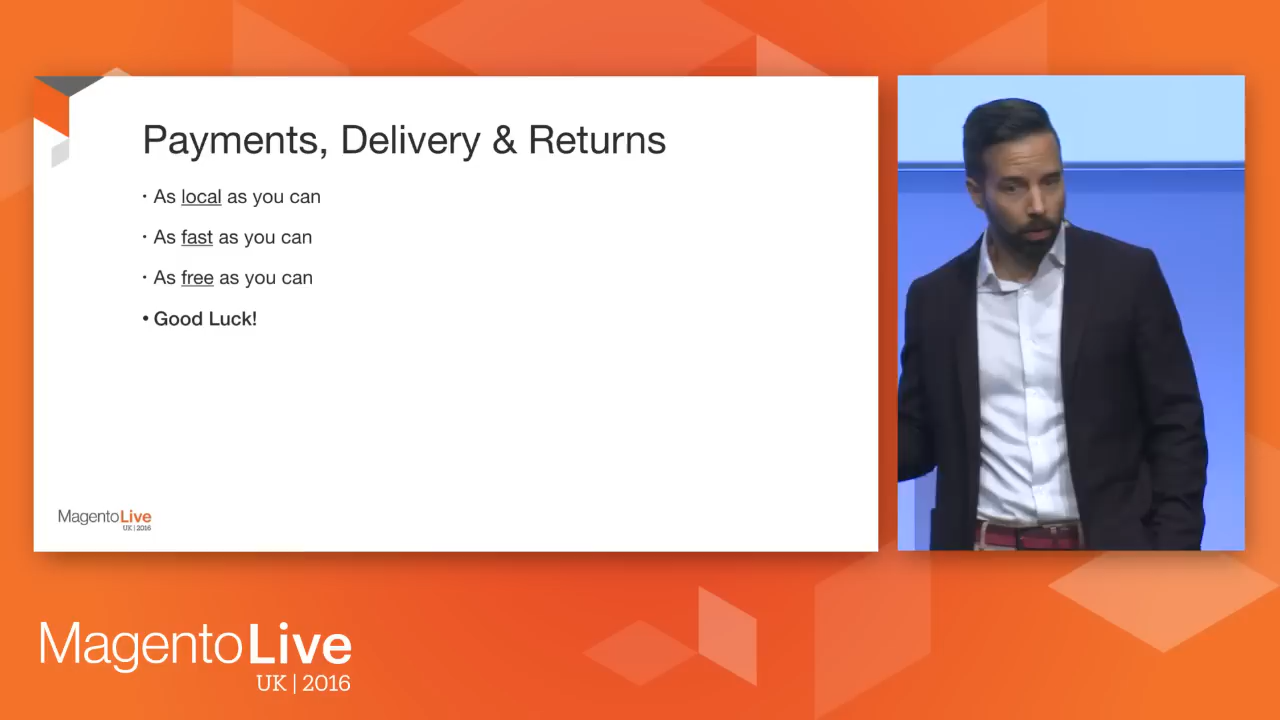 Payments, Delivery & Returns
• As local as you can
• As fast as you can
• As free as you can
• Good Luck!
MagentoLive
UK | 2016
MagentoLive
UK | 2016